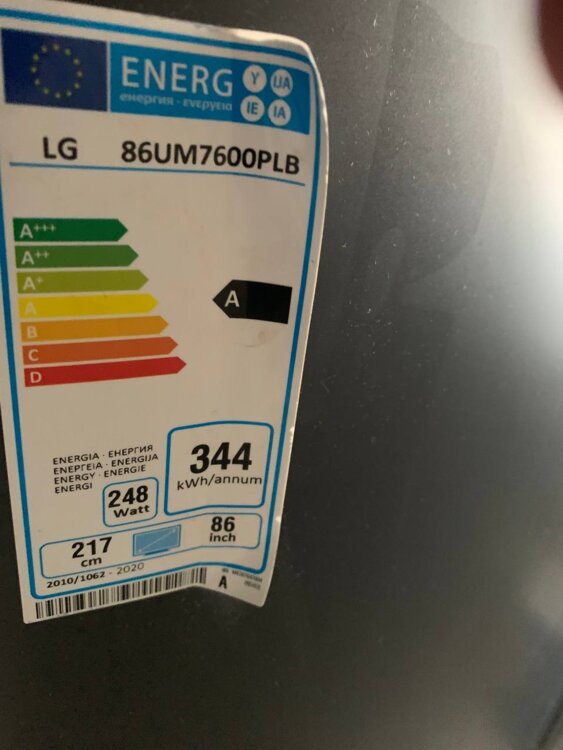 ENERG
енергия · ενεργεια
Y IJA
IE IA
LG 86UM7600PLB
A+++
A++
A+
A
B
C
D
A
ENERGIA · ЕНЕРГИЯ
ΕΝΕΡΓΕΙΑ · ENERGIJA
ENERGY · ENERGIE
ENERGI
344
kWh/annum
248
Watt
217
cm
86
inch
2010/1062 - 2020
A